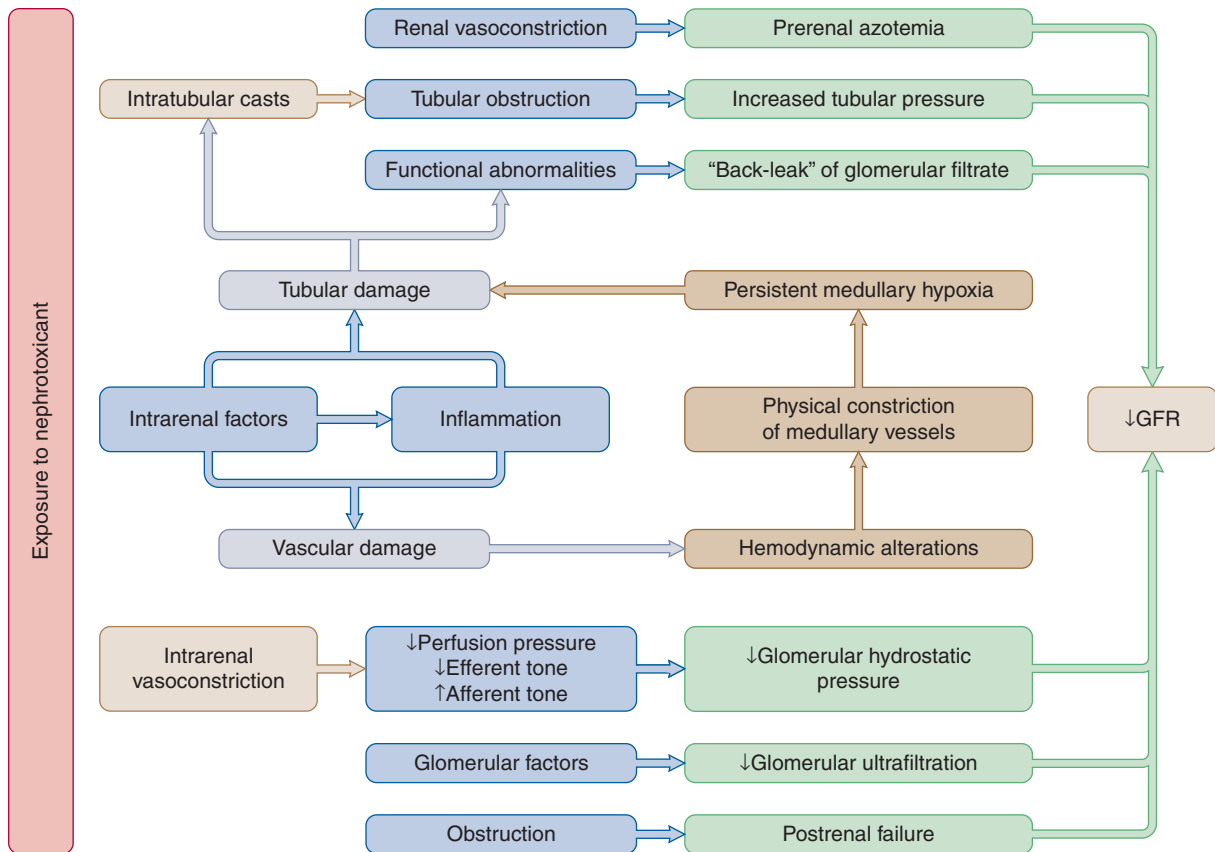 Exposure to nephrotoxicant
Renal vasoconstriction
Prerenal azotemia
Intratubular casts
Tubular obstruction
Increased tubular pressure
Functional abnormalities
“Back-leak” of glomerular filtrate
Tubular damage
Persistent medullary hypoxia
Intrarenal factors
Inflammation
Physical constriction
of medullary vessels
↓GFR
Vascular damage
Hemodynamic alterations
Intrarenal
vasoconstriction
↓Perfusion pressure
↓Efferent tone
↑Afferent tone
↓Glomerular hydrostatic
pressure
Glomerular factors
↓Glomerular ultrafiltration
Obstruction
Postrenal failure